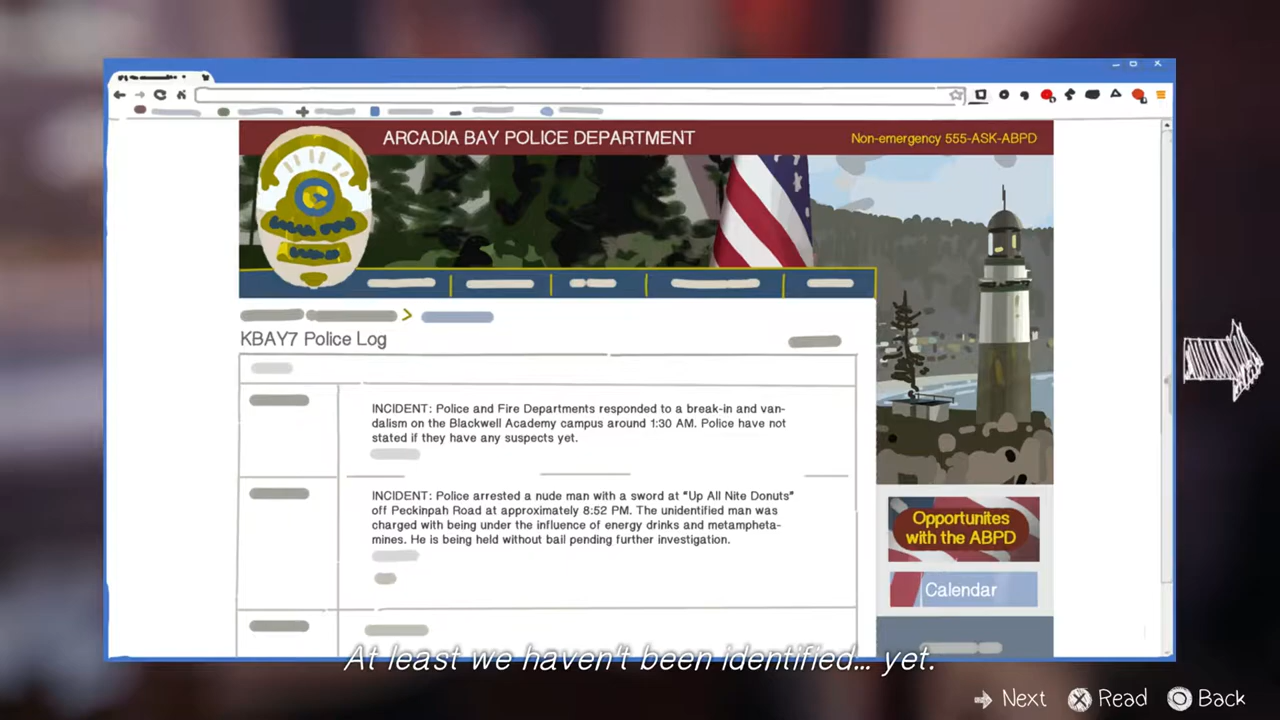 ARCADIA BAY POLICE DEPARTMENT
Non-emergency 555-ASK-ABPD
KBAY7 Police Log
INCIDENT: Police and Fire Departments responded to a break-in and van-
dalism on the Blackwell Academy campus around 1:30 AM. Police have not
stated if they have any suspects yet.
INCIDENT: Police arrested a nude man with a sword at "Up All Nite Donuts"
off Peckinpah Road at approximately 8:52 PM. The unidentified man was
charged with being under the influence of energy drinks and metampheta-
mines. He is being held without bail pending further investigation.
Opportunites
with the ABPD
Calendar
At least we haven't been identified... yet.
Next
Read
Back